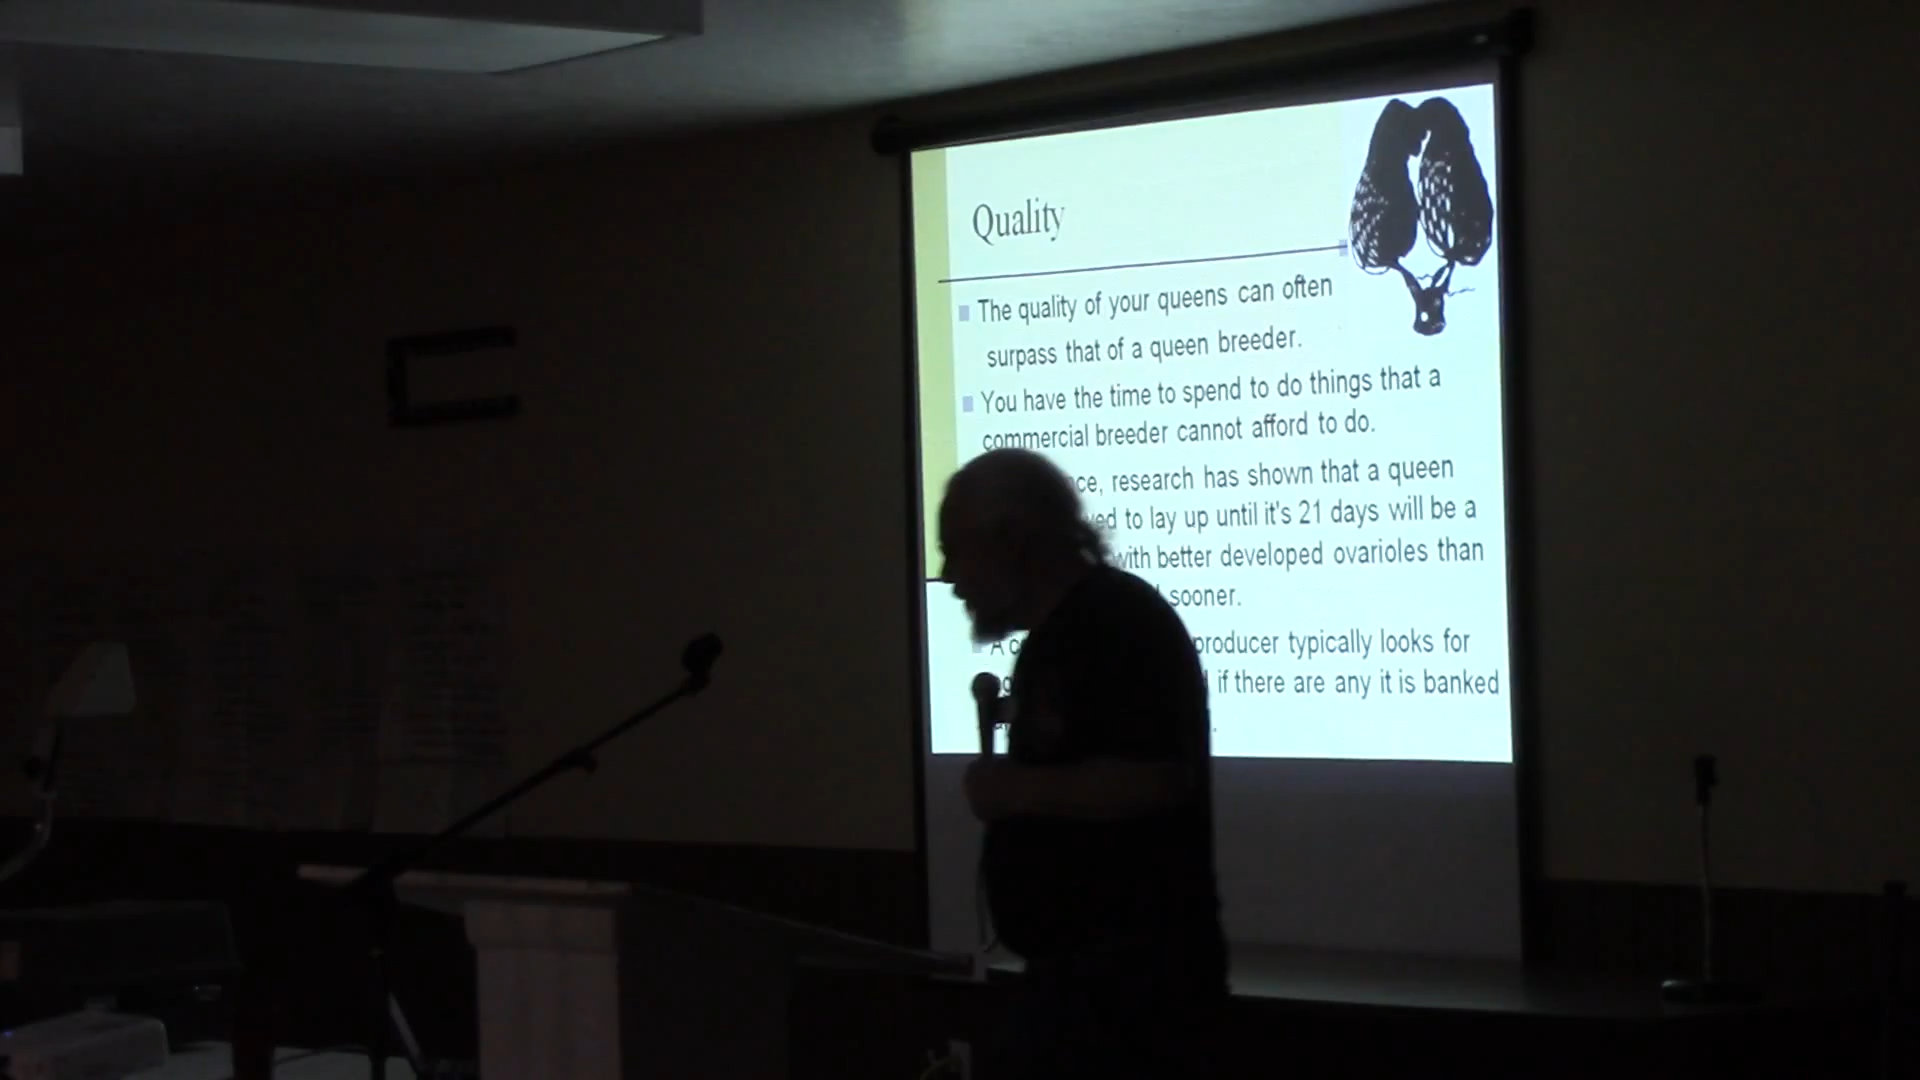 Quality
The quality of your queens can often
surpass that of a queen breeder.
You have the time to spend to do things that a
commercial breeder cannot afford to do.
research has shown that a queen
to lay up until it's 21 days will be a
with better developed ovarioles than
sooner.
producer typically looks for
if there are any it is banked